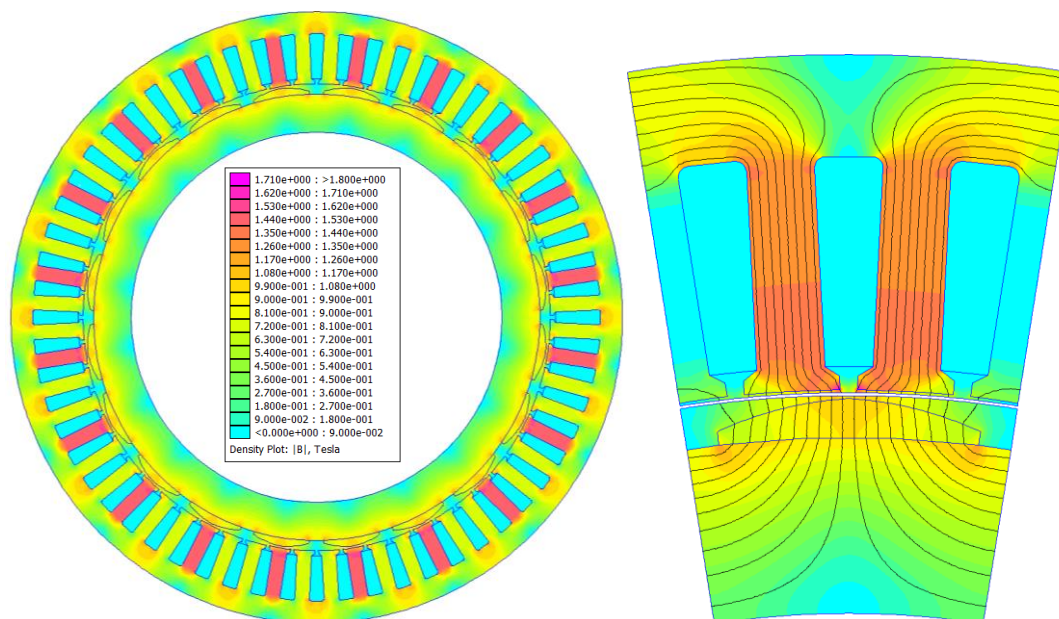 1.710e+000 : >1.800e+000
1.620e+000 : 1.710e+000
1.530e+000 : 1.620e+000
1.440e+000 : 1.530e+000
1.350e+000 : 1.440e+000
1.260e+000 : 1.350e+000
1.170e+000 : 1.260e+000
1.080e+000 : 1.170e+000
9.900e-001 : 1.080e+000
9.000e-001 : 9.900e-001
8.100e-001 : 9.000e-001
7.200e-001 : 8.100e-001
6.300e-001 : 7.200e-001
5.400e-001 : 6.300e-001
4.500e-001 : 5.400e-001
3.600e-001 : 4.500e-001
2.700e-001 : 3.600e-001
1.800e-001 : 2.700e-001
9.000e-002 : 1.800e-001
<0.000e+000 : 9.000e-002
Density Plot: |B|, Tesla